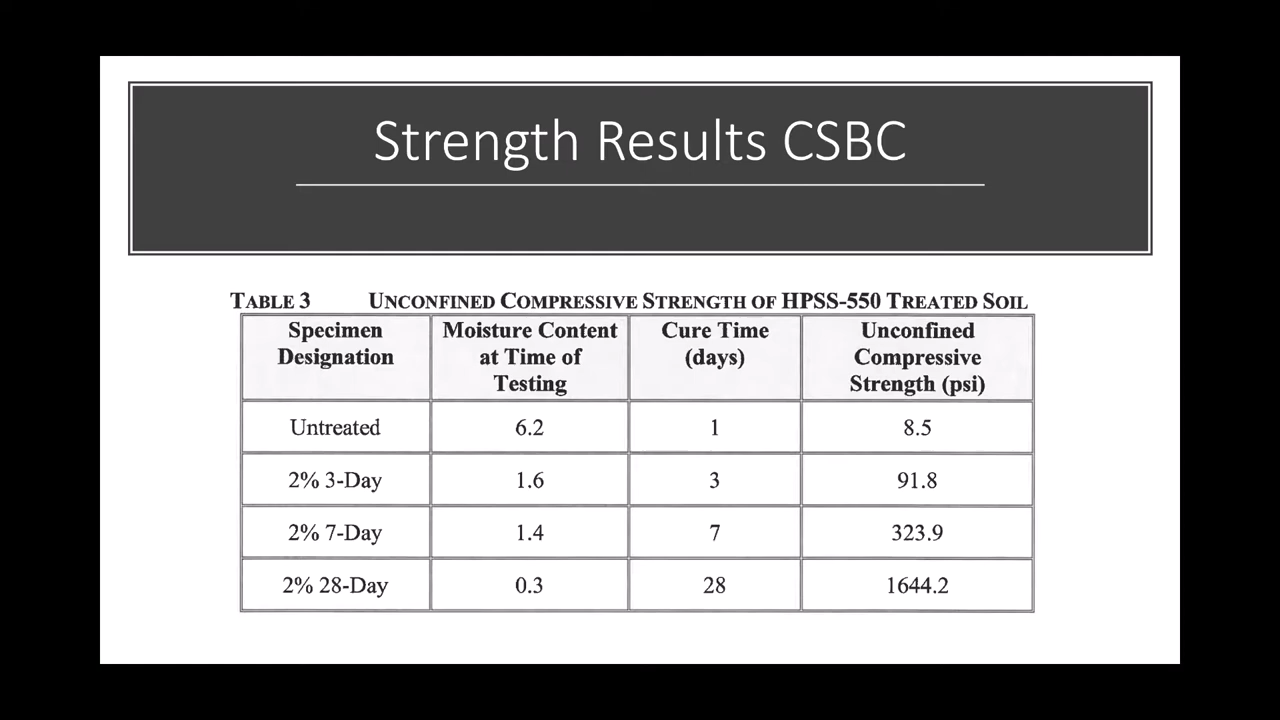 Strength Results CSBC
TABLE 3 UNCONFINED COMPRESSIVE STRENGTH OF HPSS-550 TREATED SOIL
Specimen Designation Moisture Content at Time of Testing Cure Time (days) Unconfined Compressive Strength (psi)
Untreated 6.2 1 8.5
2% 3-Day 1.6 3 91.8
2% 7-Day 1.4 7 323.9
2% 28-Day 0.3 28 1644.2